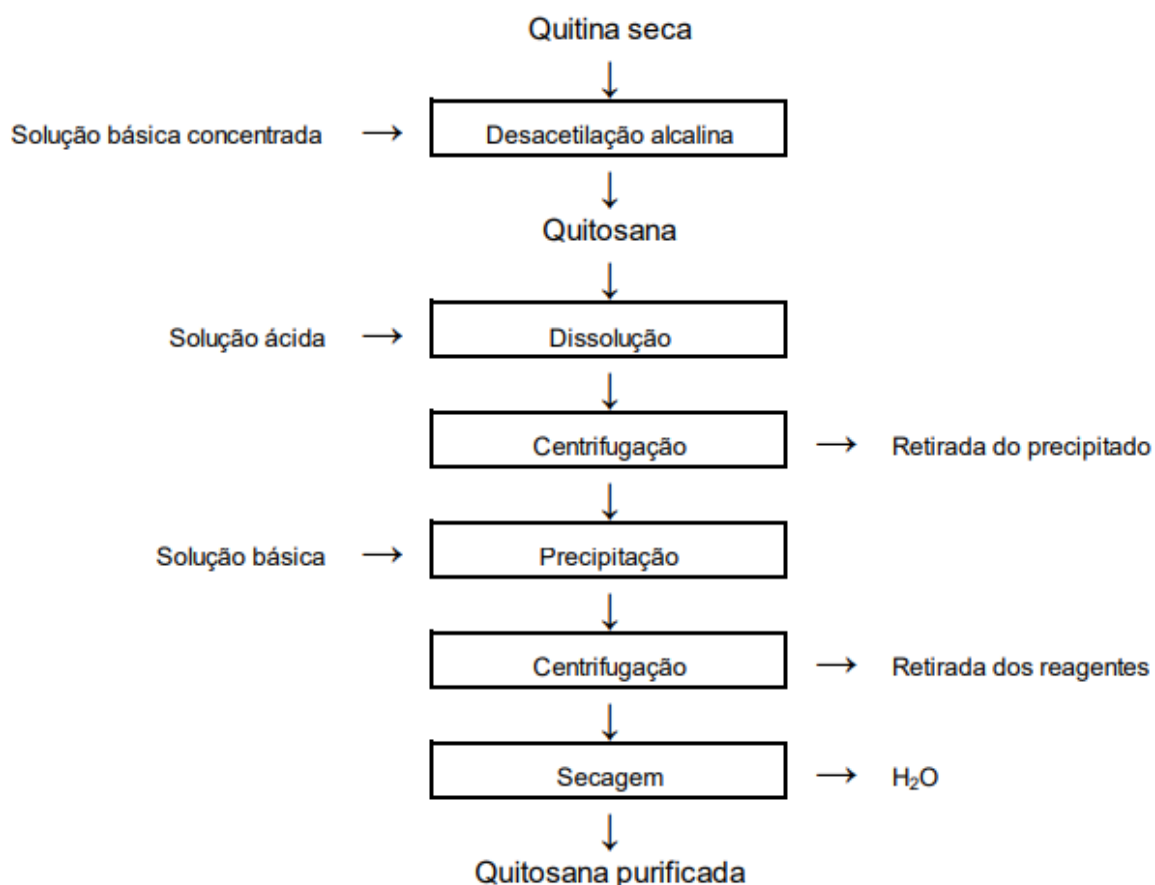 Quitina seca
↓
Solução básica concentrada → Desacetilação alcalina
↓
Quitosana
↓
Solução ácida → Dissolução
↓
Centrifugação → Retirada do precipitado
↓
Solução básica → Precipitação
↓
Centrifugação → Retirada dos reagentes
↓
Secagem → H₂O
↓
Quitosana purificada